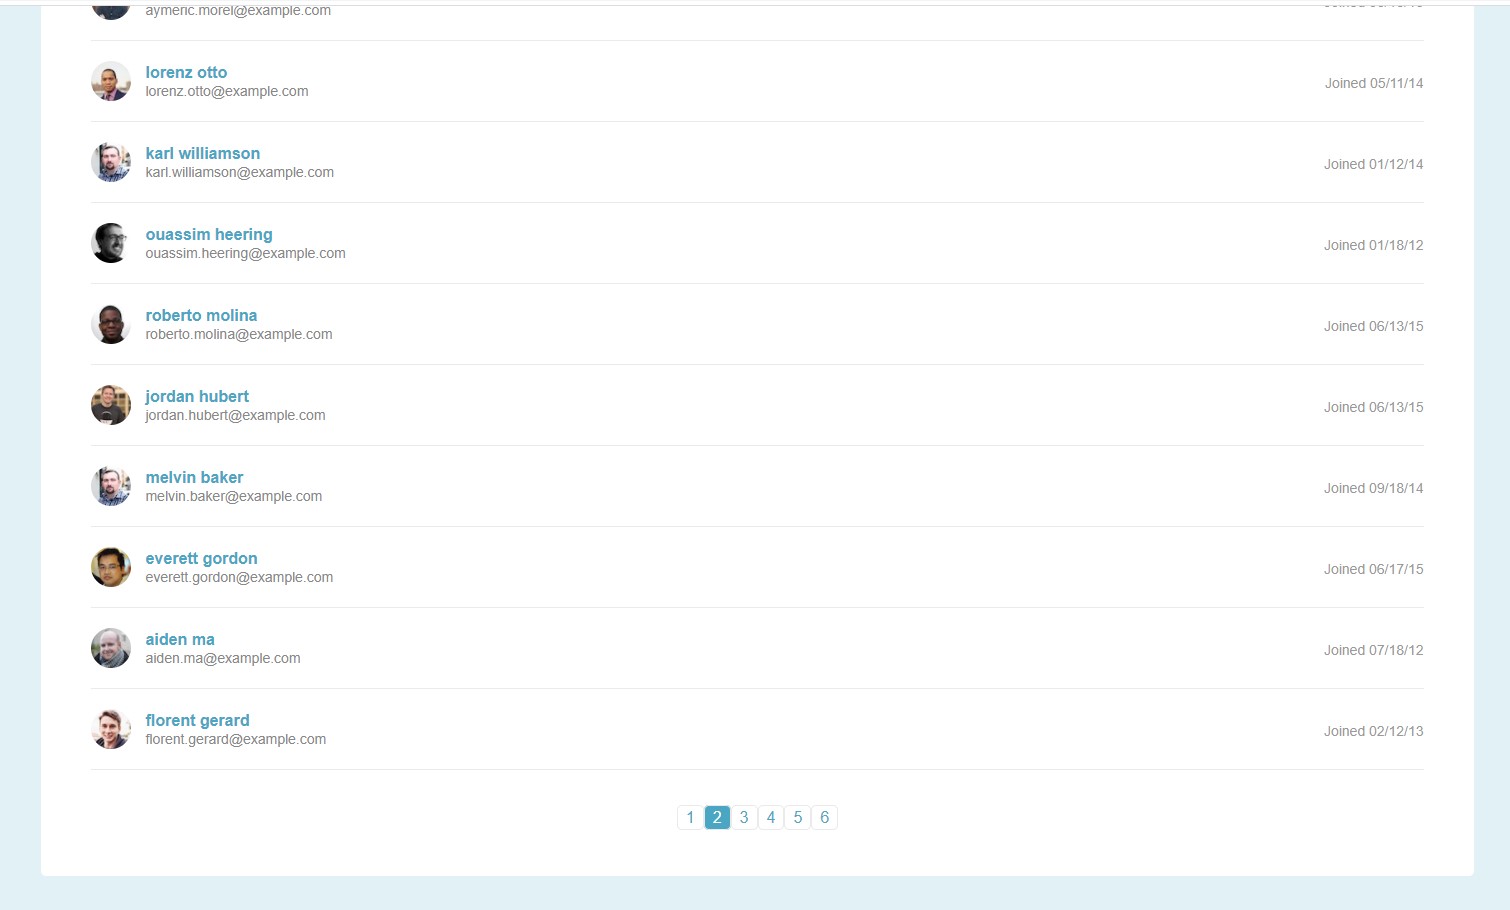 aymeric.morel@example.com
lorenz otto
lorenz.otto@example.com
Joined 05/11/14
karl williamson
karl.williamson@example.com
Joined 01/12/14
ouassim heering
ouassim.heering@example.com
Joined 01/18/12
roberto molina
roberto.molina@example.com
Joined 06/13/15
jordan hubert
jordan.hubert@example.com
Joined 06/13/15
melvin baker
melvin.baker@example.com
Joined 09/18/14
everett gordon
everett.gordon@example.com
Joined 06/17/15
aiden ma
aiden.ma@example.com
Joined 07/18/12
florent gerard
florent.gerard@example.com
Joined 02/12/13
1 2 3 4 5 6